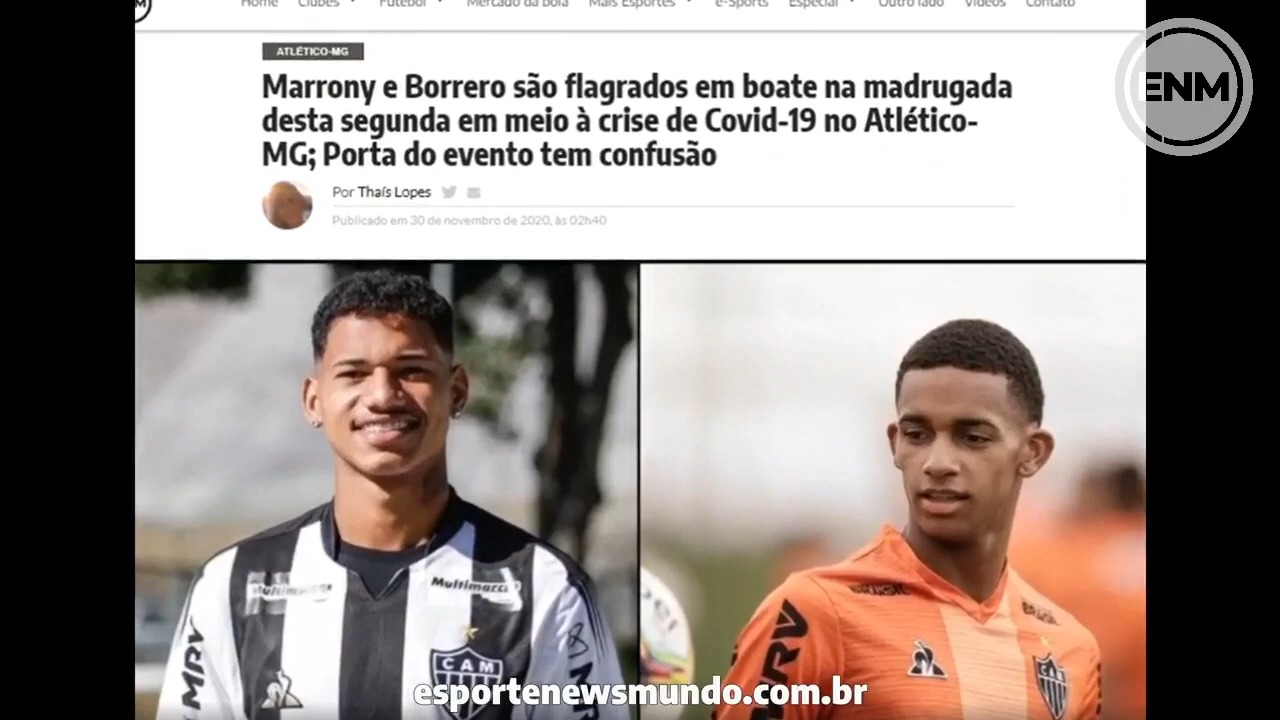 Home Clubes Futebol Mercado da bola Mais Esportes e-Sports Especial Outro lado Vídeos Contato
ATLÉTICO-MG
ENM
Marrony e Borrero são flagrados em boate na madrugada
desta segunda em meio à crise de Covid-19 no Atlético-
MG; Porta do evento tem confusão
Por Thaís Lopes
Publicado em 30 de novembro de 2020, às 02h40
Multimarcas
MRV
CAM
MRV
esportenewsmundo.com.br